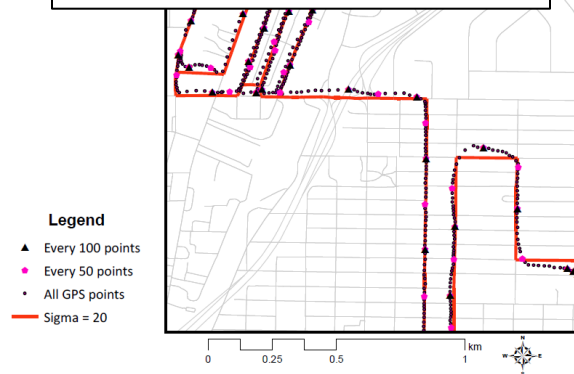 Legend
Every 100 points
Every 50 points
All GPS points
Sigma = 20
km
0 0.25 0.5 1
N
W E